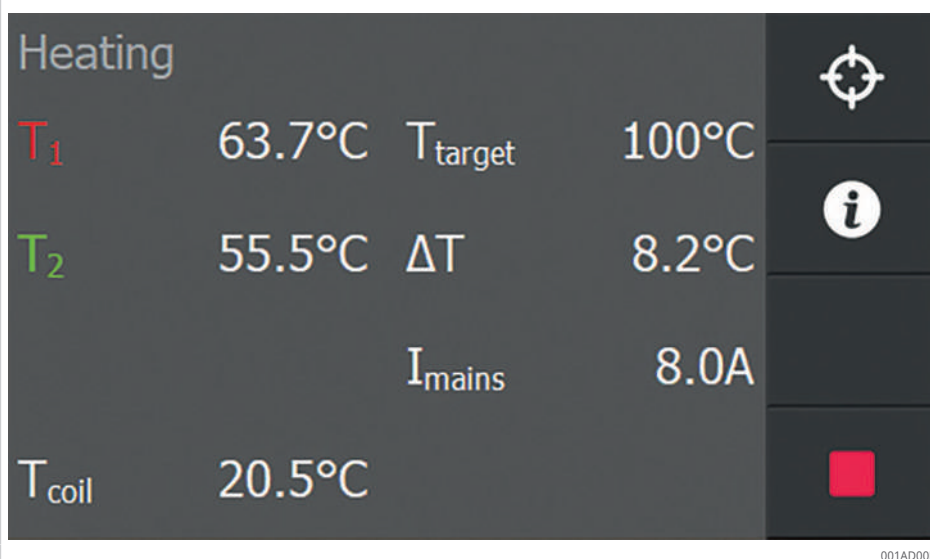 Heating
T1 63.7°C Ttarget 100°C
i
T2 55.5°C ΔT 8.2°C
Imains 8.0A
Tcoil 20.5°C
001AD00